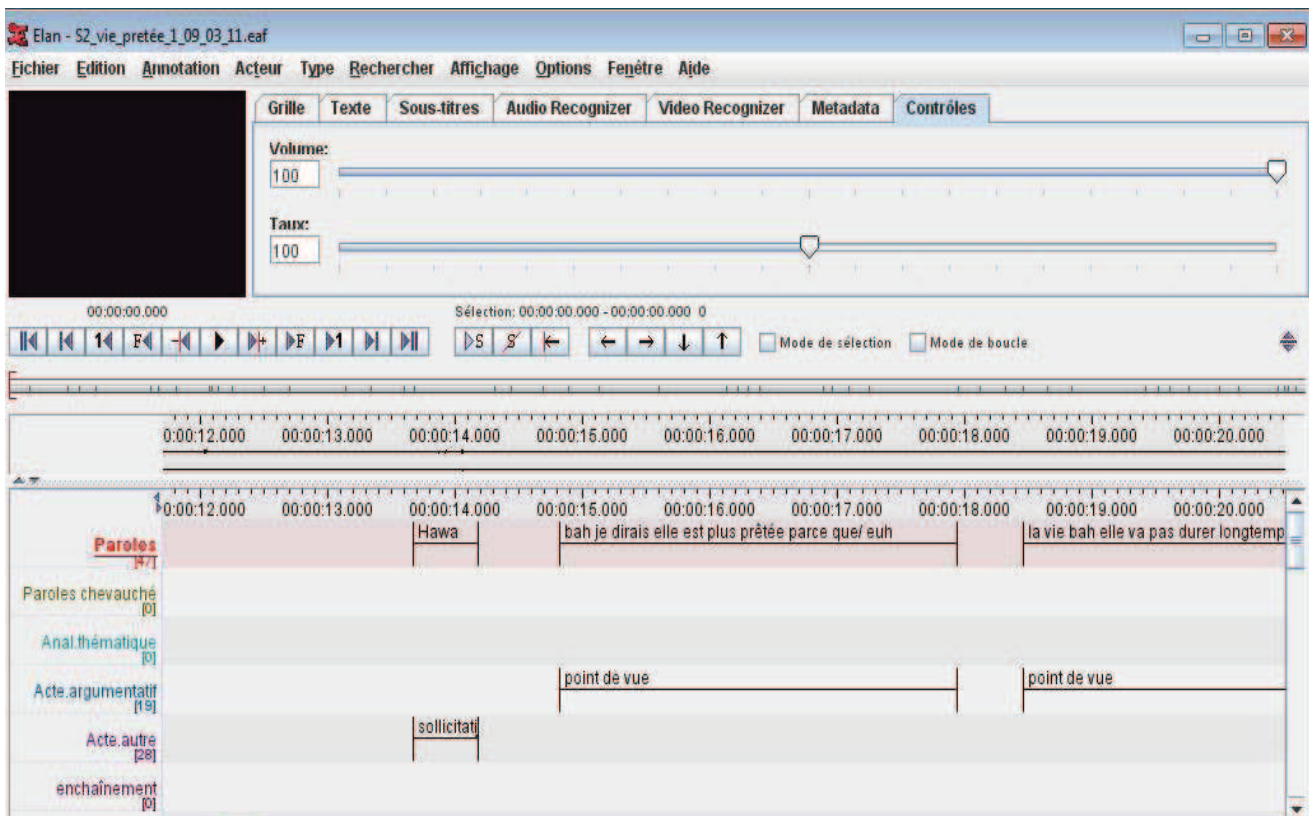 Elan - S2_vie_pretée_1_09_03_11.eaf
Fichier Edition Annotation Acteur Type Rechercher Affichage Options Fenêtre Aide
Grille Texte Sous-titres Audio Recognizer Video Recognizer Metadata Contrôles
Volume:
100
Taux:
100
00:00:00.000 Sélection: 00:00:00.000 - 00:00:00.000 0
1 F F 1 S S Mode de sélection Mode de boucle
0:00:12.000 00:00:13.000 00:00:14.000 00:00:15.000 00:00:16.000 00:00:17.000 00:00:18.000 00:00:19.000 00:00:20.000
0:00:12.000 00:00:13.000 00:00:14.000 00:00:15.000 00:00:16.000 00:00:17.000 00:00:18.000 00:00:19.000 00:00:20.000
Paroles Hawa bah je dirais elle est plus prêtée parce que/ euh la vie bah elle va pas durer longtemp
[47]
Paroles chevauché
[0]
Anal.thématique
[0]
Acte.argumentatif point de vue point de vue
[19]
Acte.autre sollicitati
[28]
enchaînement
[0]